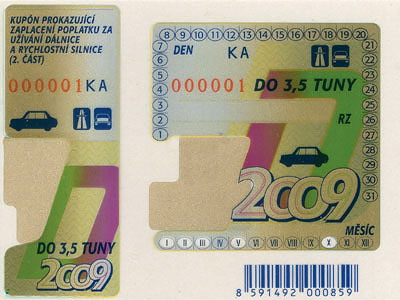 KUPÓN PROKAZUJÍCÍ
ZAPLACENÍ POPLATKU ZA
UŽÍVÁNÍ DÁLNICE
A RYCHLOSTNÍ SILNICE
(2. ČÁST)
000001 KA
DO 3,5 TUNY
2009
8 9 10 11 12 13 14 15 16 17 18 19 20
7 21
6 22
5 23
4 24
3 25
2 26
1 27
28
29
30
31
DEN KA
000001 DO 3,5 TUNY
RZ
2009
MĚSÍC
I II III IV V VI VII VIII IX X XI XII
8 591492 000859